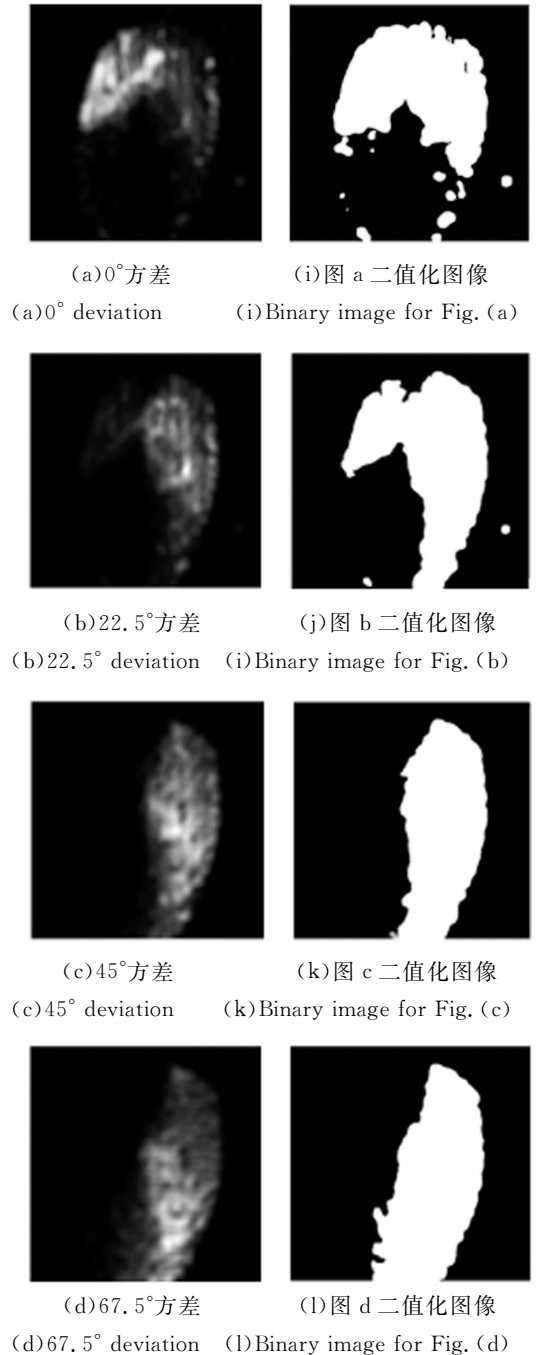 (a)0°方差 (i)图 a 二值化图像
(a)0° deviation (i)Binary image for Fig. (a)
(b)22.5°方差 (j)图 b 二值化图像
(b)22.5° deviation (i)Binary image for Fig. (b)
(c)45°方差 (k)图 c 二值化图像
(c)45° deviation (k)Binary image for Fig. (c)
(d)67.5°方差 (l)图 d 二值化图像
(d)67.5° deviation (l)Binary image for Fig. (d)